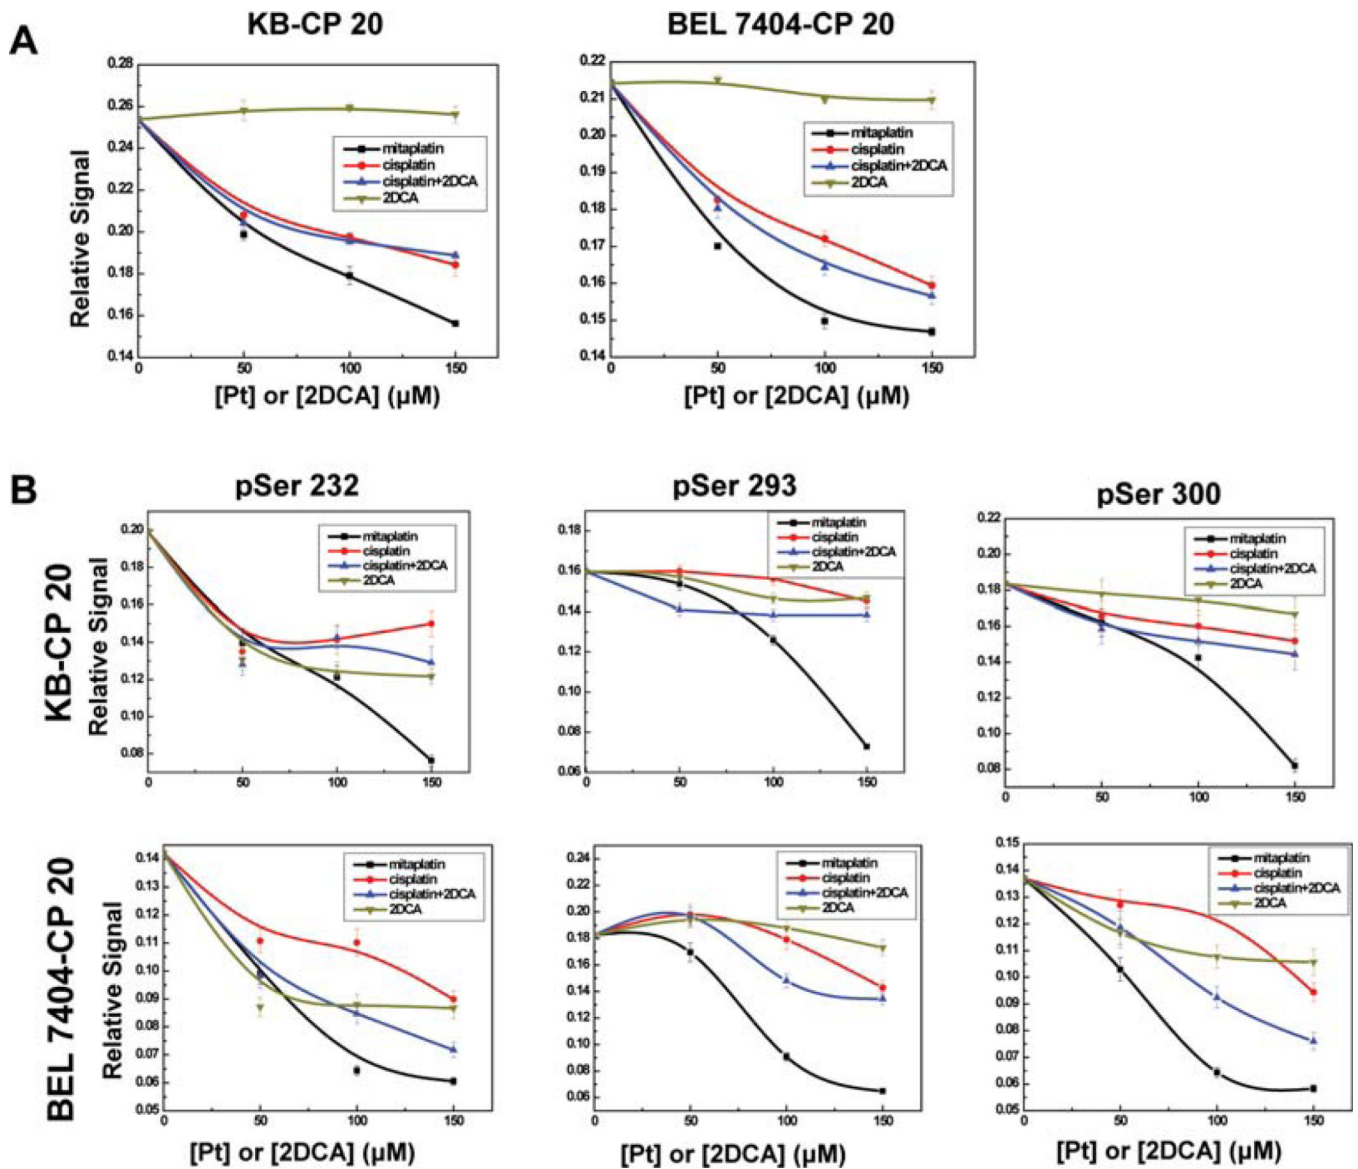 A
KB-CP 20
BEL 7404-CP 20
0.28
0.26
0.24
0.22
0.20
0.18
0.16
0.14
Relative Signal
mitaplatin
cisplatin
cisplatin+2DCA
2DCA
0 50 100 150
[Pt] or [2DCA] (µM)
0.22
0.21
0.20
0.19
0.18
0.17
0.16
0.15
0.14
mitaplatin
cisplatin
cisplatin+2DCA
2DCA
0 50 100 150
[Pt] or [2DCA] (µM)
B
pSer 232
pSer 293
pSer 300
KB-CP 20
Relative Signal
0.20
0.18
0.16
0.14
0.12
0.10
0.08
mitaplatin
cisplatin
cisplatin+2DCA
2DCA
0 50 100 150
0.18
0.16
0.14
0.12
0.10
0.08
0.06
mitaplatin
cisplatin
cisplatin+2DCA
2DCA
0 50 100 150
0.22
0.20
0.18
0.16
0.14
0.12
0.10
0.08
mitaplatin
cisplatin
cisplatin+2DCA
2DCA
0 50 100 150
BEL 7404-CP 20
Relative Signal
0.14
0.13
0.12
0.11
0.10
0.09
0.08
0.07
0.06
0.05
mitaplatin
cisplatin
cisplatin+2DCA
2DCA
0 50 100 150
[Pt] or [2DCA] (µM)
0.24
0.22
0.20
0.18
0.16
0.14
0.12
0.10
0.08
0.06
mitaplatin
cisplatin
cisplatin+2DCA
2DCA
0 50 100 150
[Pt] or [2DCA] (µM)
0.15
0.14
0.13
0.12
0.11
0.10
0.09
0.08
0.07
0.06
0.05
mitaplatin
cisplatin
cisplatin+2DCA
2DCA
0 50 100 150
[Pt] or [2DCA] (µM)